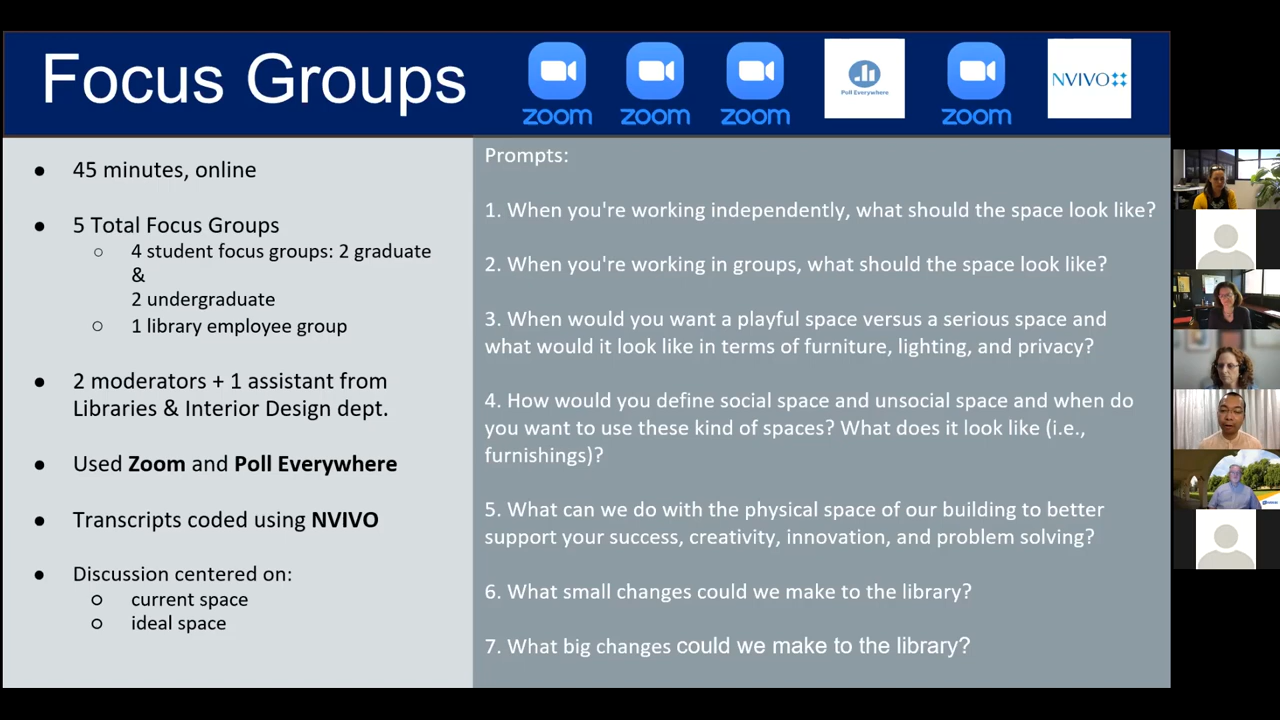 Focus Groups
zoom
zoom
zoom
Poll Everywhere
zoom
NVIVO
● 45 minutes, online
● 5 Total Focus Groups
○ 4 student focus groups: 2 graduate
&
2 undergraduate
○ 1 library employee group
● 2 moderators + 1 assistant from
Libraries & Interior Design dept.
● Used Zoom and Poll Everywhere
● Transcripts coded using NVIVO
● Discussion centered on:
○ current space
○ ideal space
Prompts:
1. When you're working independently, what should the space look like?
2. When you're working in groups, what should the space look like?
3. When would you want a playful space versus a serious space and
what would it look like in terms of furniture, lighting, and privacy?
4. How would you define social space and unsocial space and when do
you want to use these kind of spaces? What does it look like (i.e.,
furnishings)?
5. What can we do with the physical space of our building to better
support your success, creativity, innovation, and problem solving?
6. What small changes could we make to the library?
7. What big changes could we make to the library?